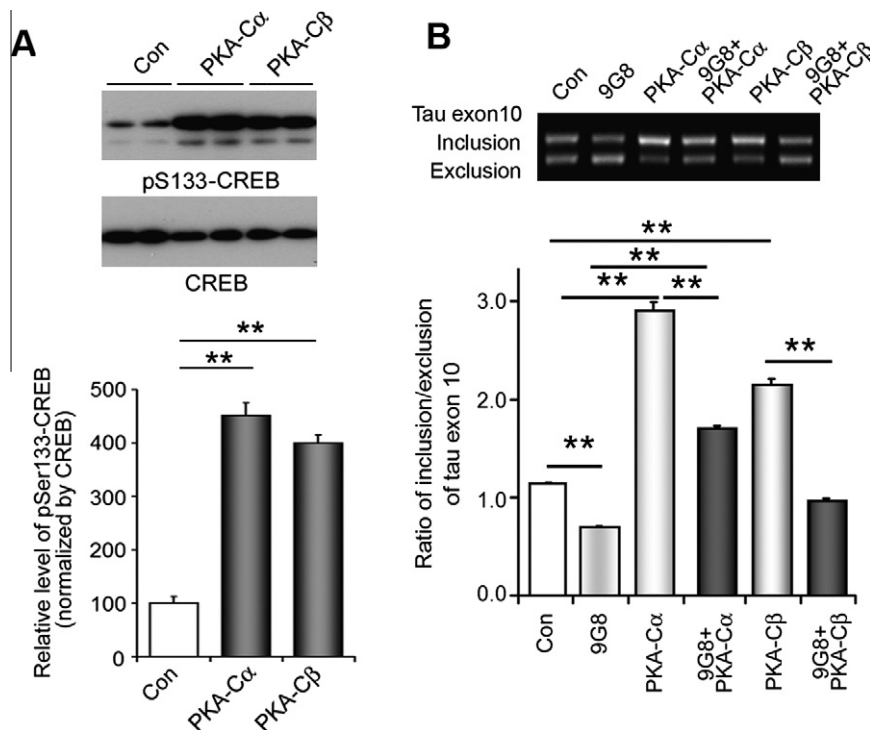 A
Con
PKA-Cα
PKA-Cβ
pS133-CREB
CREB
Relative level of pSer133-CREB
(normalized by CREB)
500
400
300
200
100
0
**
**
Con
PKA-Cα
PKA-Cβ
B
Con
9G8
PKA-Cα
9G8+
PKA-Cα
PKA-Cβ
9G8+
PKA-Cβ
Tau exon10
Inclusion
Exclusion
Ratio of inclusion/exclusion
of tau exon 10
3.0
2.0
1.0
0.0
**
**
**
**
**
**
Con
9G8
PKA-Cα
9G8+
PKA-Cα
PKA-Cβ
9G8+
PKA-Cβ